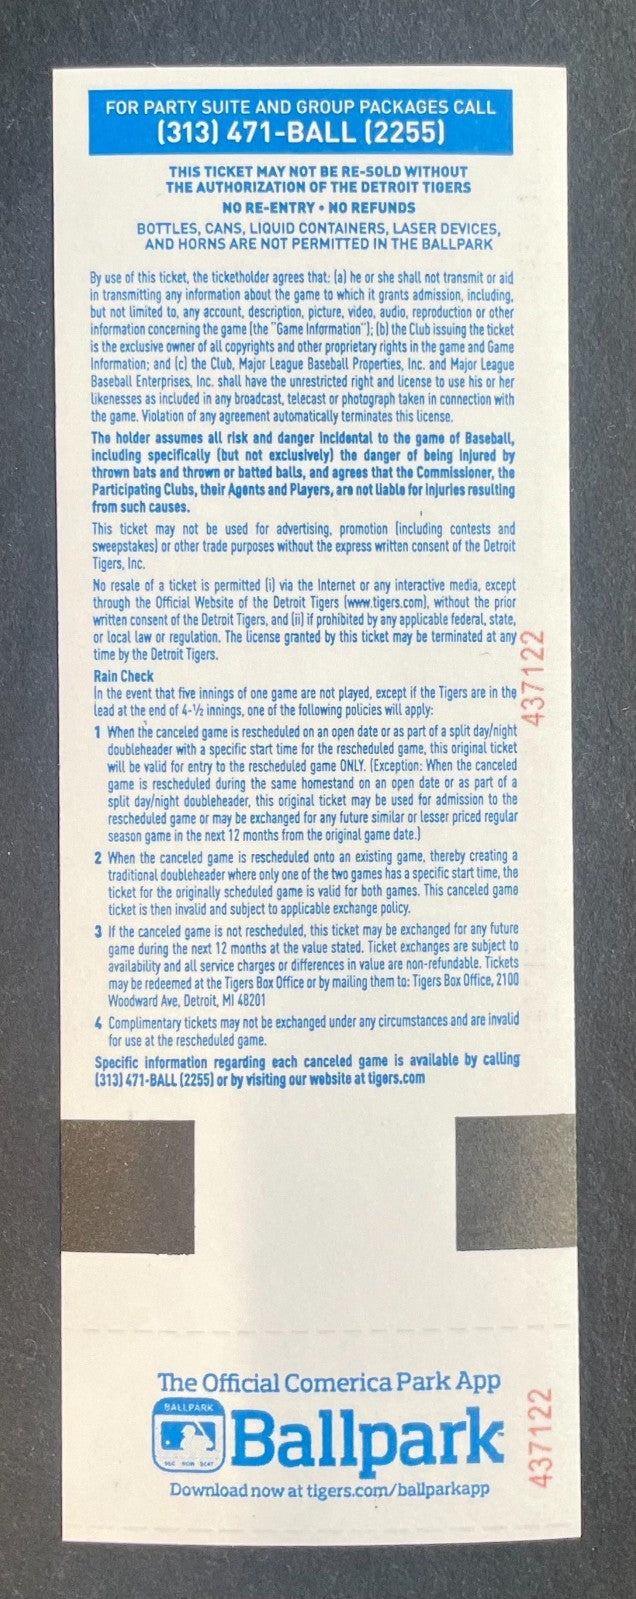 FOR PARTY SUITE AND GROUP PACKAGES CALL
(313) 471-BALL (2255)
THIS TICKET MAY NOT BE RE-SOLD WITHOUT
THE AUTHORIZATION OF THE DETROIT TIGERS
NO RE-ENTRY • NO REFUNDS
BOTTLES, CANS, LIQUID CONTAINERS, LASER DEVICES,
AND HORNS ARE NOT PERMITTED IN THE BALLPARK
By use of this ticket, the ticketholder agrees that: (a) he or she shall not transmit or aid
in transmitting any information about the game to which it grants admission, including,
but not limited to, any account, description, picture, video, audio, reproduction or other
information concerning the game (the "Game Information"); (b) the Club issuing the ticket
is the exclusive owner of all copyrights and other proprietary rights in the game and Game
Information; and (c) the Club, Major League Baseball Properties, Inc. and Major League
Baseball Enterprises, Inc. shall have the unrestricted right and license to use his or her
likenesses as included in any broadcast, telecast or photograph taken in connection with
the game. Violation of any agreement automatically terminates this license.
The holder assumes all risk and danger incidental to the game of Baseball,
including specifically (but not exclusively) the danger of being injured by
thrown bats and thrown or batted balls, and agrees that the Commissioner, the
Participating Clubs, their Agents and Players, are not liable for injuries resulting
from such causes.
This ticket may not be used for advertising, promotion (including contests and
sweepstakes) or other trade purposes without the express written consent of the Detroit
Tigers, Inc.
No resale of a ticket is permitted (i) via the Internet or any interactive media, except
through the Official Website of the Detroit Tigers (www.tigers.com), without the prior
written consent of the Detroit Tigers, and (ii) if prohibited by any applicable federal, state,
or local law or regulation. The license granted by this ticket may be terminated at any
time by the Detroit Tigers.
437122
Rain Check
In the event that five innings of one game are not played, except if the Tigers are in the
lead at the end of 4-½ innings, one of the following policies will apply:
1 When the canceled game is rescheduled on an open date or as part of a split day/night
doubleheader with a specific start time for the rescheduled game, this original ticket
will be valid for entry to the rescheduled game ONLY. (Exception: When the canceled
game is rescheduled during the same homestand on an open date or as part of a
split day/night doubleheader, this original ticket may be used for admission to the
rescheduled game or may be exchanged for any future similar or lesser priced regular
season game in the next 12 months from the original game date.)
2 When the canceled game is rescheduled onto an existing game, thereby creating a
traditional doubleheader where only one of the two games has a specific start time, the
ticket for the originally scheduled game is valid for both games. This canceled game
ticket is then invalid and subject to applicable exchange policy.
3 If the canceled game is not rescheduled, this ticket may be exchanged for any future
game during the next 12 months at the value stated. Ticket exchanges are subject to
availability and all service charges or differences in value are non-refundable. Tickets
may be redeemed at the Tigers Box Office or by mailing them to: Tigers Box Office, 2100
Woodward Ave, Detroit, MI 48201
4 Complimentary tickets may not be exchanged under any circumstances and are invalid
for use at the rescheduled game.
Specific information regarding each canceled game is available by calling
(313) 471-BALL (2255) or by visiting our website at tigers.com
The Official Comerica Park App
BALLPARK
Ballpark
Download now at tigers.com/ballparkapp
437122